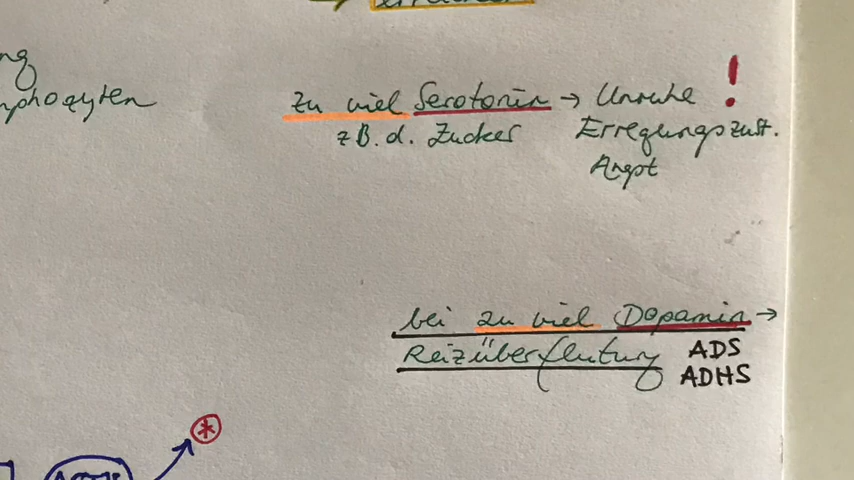 zu viel Serotonin → Unruhe !
z B. d. Zucker Erregungszust.
Angst
bei zu viel Dopamin →
Reizüberflutung ADS
ADHS